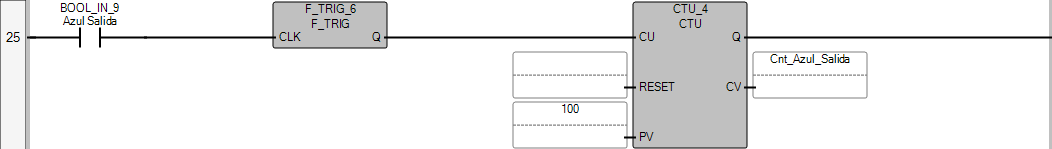 BOOL_IN_9
Azul Salida
F_TRIG_6
F_TRIG
CTU_4
CTU
25
CLK
Q
CU
Q
Cnt_Azul_Salida
RESET
CV
100
PV